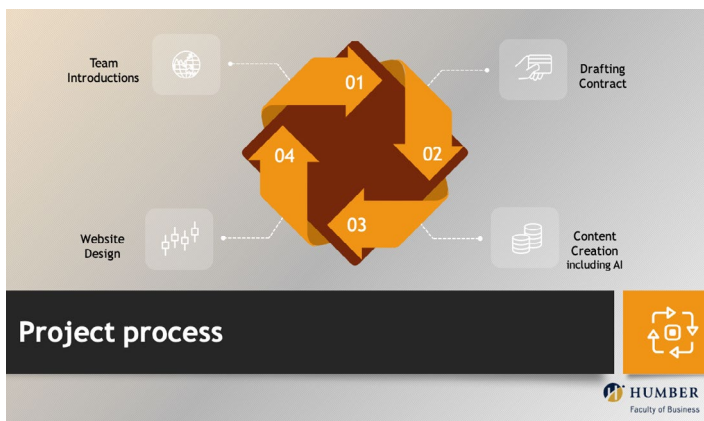 Team
Introductions
01
Drafting
Contract
04
02
03
Website
Design
Content
Creation
including AI
Project process
HUMBER
Faculty of Business